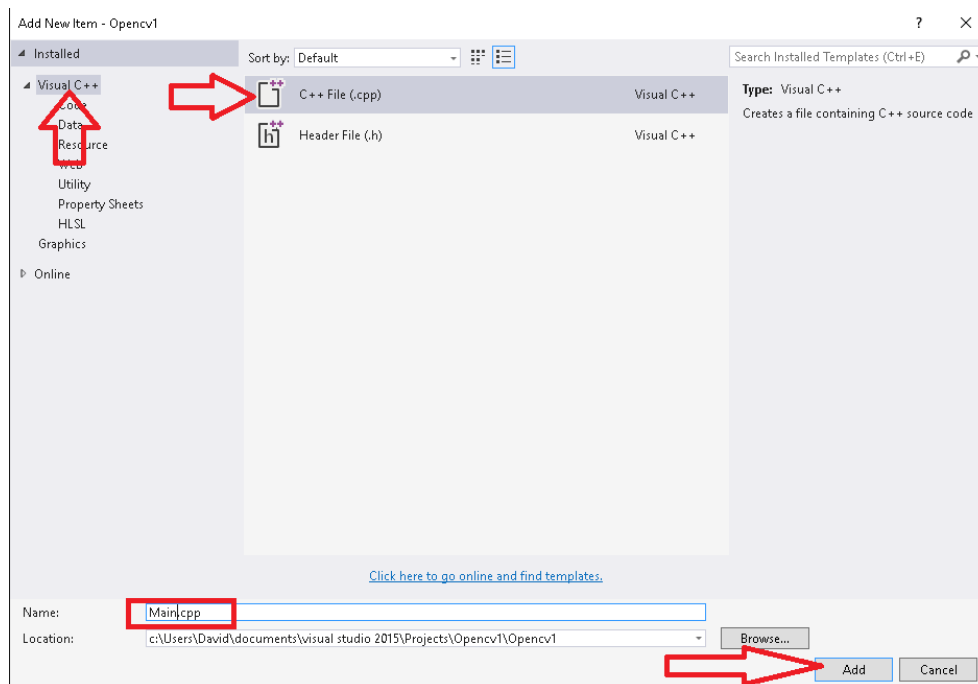 Add New Item - Opencv1
?
Installed
Sort by: Default
Search Installed Templates (Ctrl+E)
Visual C++
Code
Data
Resource
Web
Utility
Property Sheets
HLSL
Graphics
Online
C++ File (.cpp) Visual C++
Header File (.h) Visual C++
Type: Visual C++
Creates a file containing C++ source code
Click here to go online and find templates.
Name: Main.cpp
Location: c:\Users\David\documents\visual studio 2015\Projects\Opencv1\Opencv1 Browse...
Add Cancel